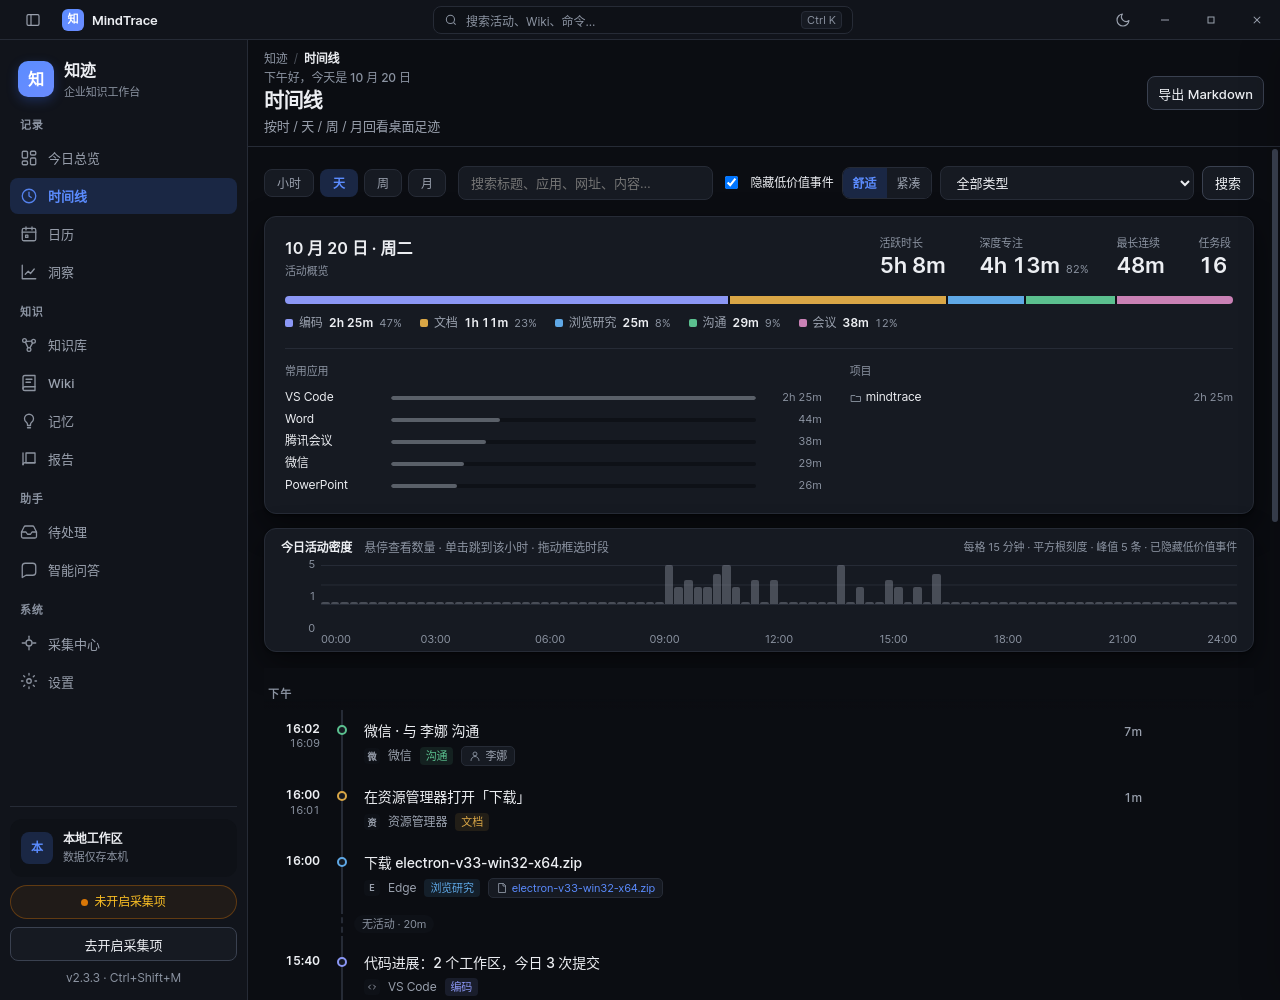 知 MindTrace
搜索活动、Wiki、命令... Ctrl K
知 知迹
企业知识工作台
记录
今日总览
时间线
日历
洞察
知识
知识库
Wiki
记忆
报告
助手
待处理
智能问答
系统
采集中心
设置
本 本地工作区
数据仅存本机
未开启采集项
去开启采集项
v2.3.3 · Ctrl+Shift+M
知迹 / 时间线
下午好，今天是 10 月 20 日
时间线
按时 / 天 / 周 / 月回看桌面足迹
导出 Markdown
小时 天 周 月 搜索标题、应用、网址、内容... 隐藏低价值事件 舒适 紧凑 全部类型 搜索
10 月 20 日 · 周二
活动概览
活跃时长 深度专注 最长连续 任务段
5h 8m 4h 13m 82% 48m 16
编码 2h 25m 47% 文档 1h 11m 23% 浏览研究 25m 8% 沟通 29m 9% 会议 38m 12%
常用应用 项目
VS Code 2h 25m mindtrace 2h 25m
Word 44m
腾讯会议 38m
微信 29m
PowerPoint 26m
今日活动密度 悬停查看数量 · 单击跳到该小时 · 拖动框选时段 每格 15 分钟 · 平方根刻度 · 峰值 5 条 · 已隐藏低价值事件
5
1
0
00:00 03:00 06:00 09:00 12:00 15:00 18:00 21:00 24:00
下午
16:02 微信 · 与 李娜 沟通 7m
16:09 微 微信 沟通 李娜
16:00 在资源管理器打开「下载」 1m
16:01 资 资源管理器 文档
16:00 下载 electron-v33-win32-x64.zip
E Edge 浏览研究 electron-v33-win32-x64.zip
无活动 · 20m
15:40 代码进展：2 个工作区，今日 3 次提交
VS Code 编码